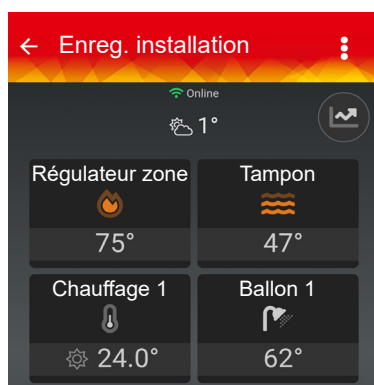 Enreg. installation
Online
1°
Régulateur zone
Tampon
75°
47°
Chauffage 1
Ballon 1
24.0°
62°